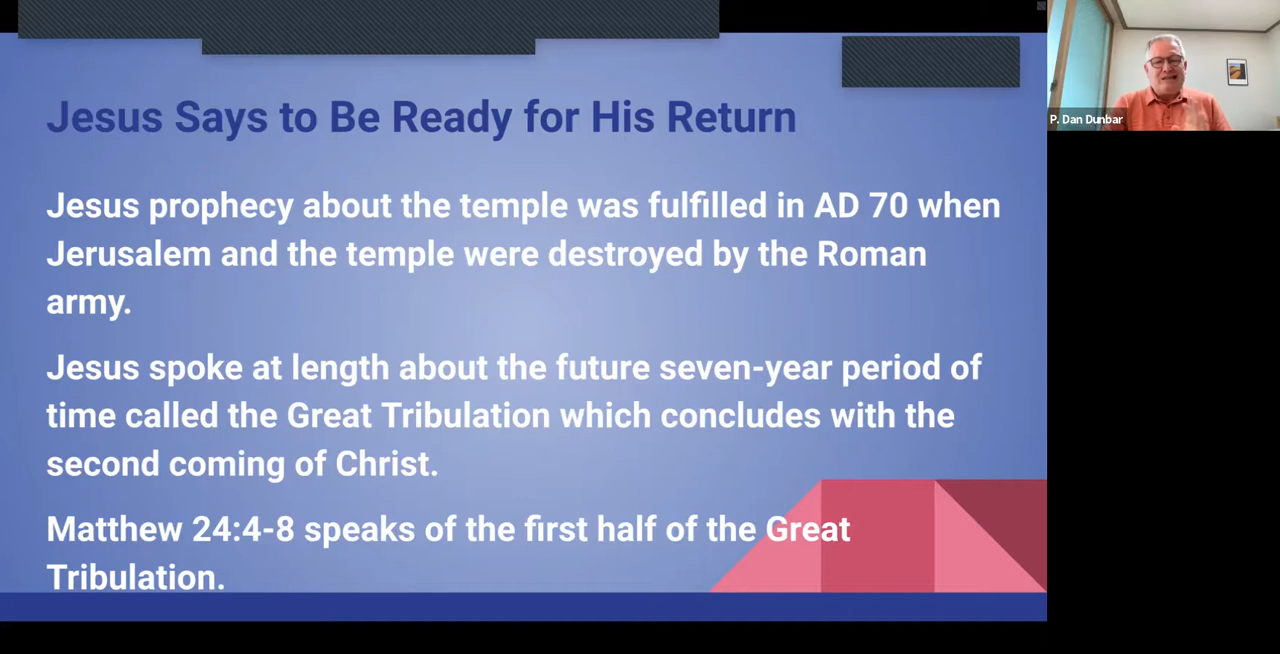 Jesus Says to Be Ready for His Return
Jesus prophecy about the temple was fulfilled in AD 70 when
Jerusalem and the temple were destroyed by the Roman
army.
Jesus spoke at length about the future seven-year period of
time called the Great Tribulation which concludes with the
second coming of Christ.
Matthew 24:4-8 speaks of the first half of the Great
Tribulation.
P. Dan Dunbar